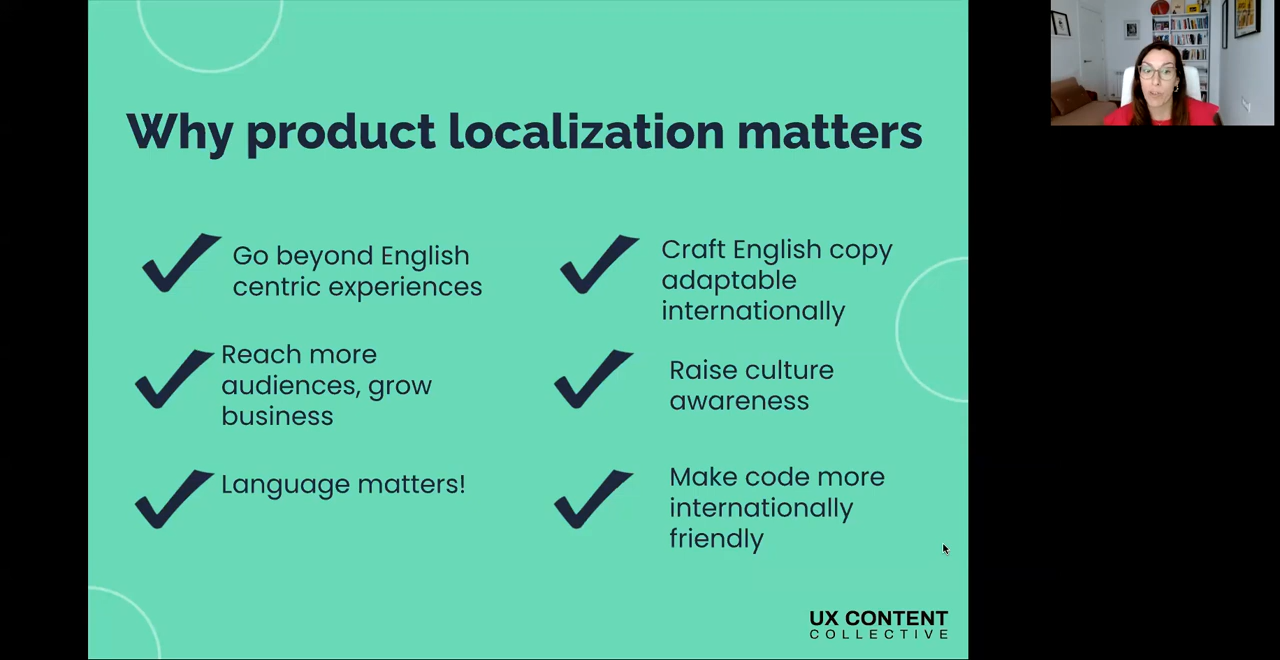 Why product localization matters
Go beyond English
centric experiences
Reach more
audiences, grow
business
Language matters!
Craft English copy
adaptable
internationally
Raise culture
awareness
Make code more
internationally
friendly
UX CONTENT
COLLECTIVE